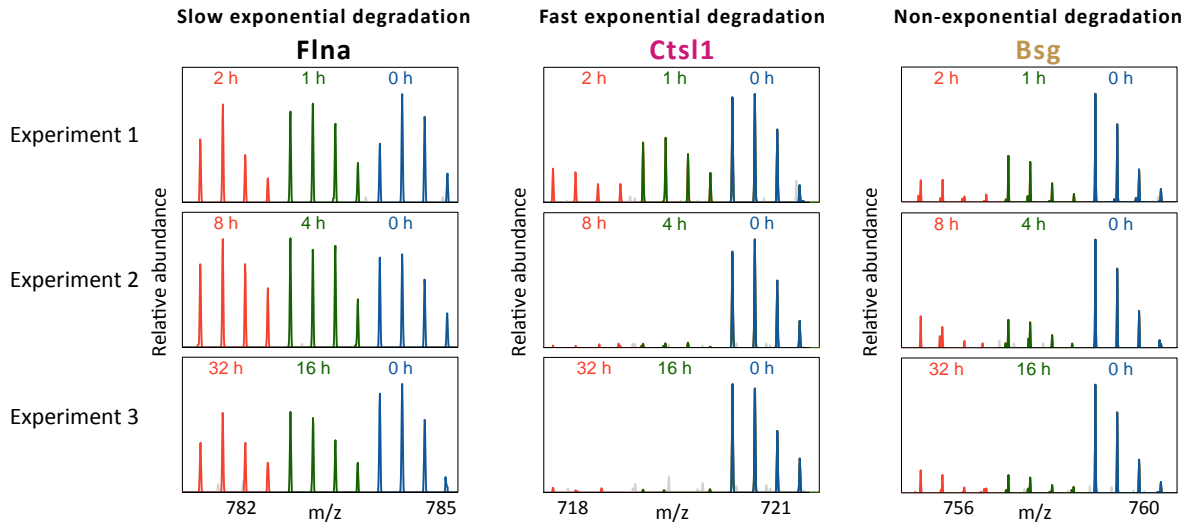 Slow exponential degradation Fast exponential degradation Non-exponential degradation
Flna Ctsl1 Bsg
2 h 1 h 0 h 2 h 1 h 0 h 2 h 1 h 0 h
Experiment 1
8 h 4 h 0 h 8 h 4 h 0 h 8 h 4 h 0 h
Experiment 2
Relative abundance Relative abundance Relative abundance
32 h 16 h 0 h 32 h 16 h 0 h 32 h 16 h 0 h
Experiment 3
782 m/z 785 718 m/z 721 756 m/z 760